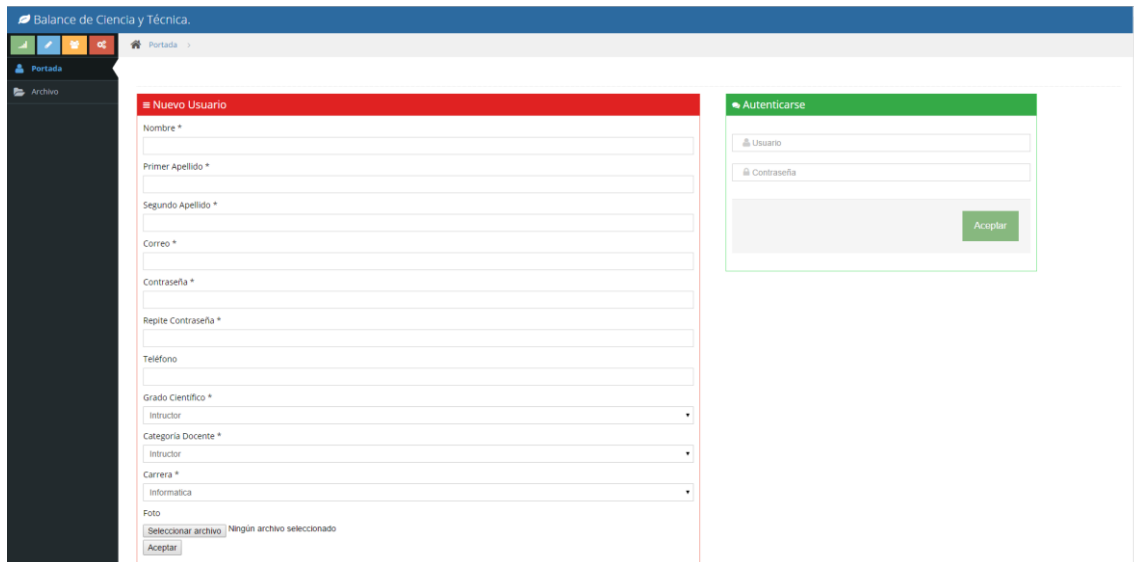 Balance de Ciencia y Técnica.
Portada
Portada
Archivo
Nuevo Usuario
Nombre *
Primer Apellido *
Segundo Apellido *
Correo *
Contraseña *
Repite Contraseña *
Teléfono
Grado Científico *
Intructor
Categoría Docente *
Intructor
Carrera *
Informatica
Foto
Seleccionar archivo Ningún archivo seleccionado
Aceptar
Autenticarse
Usuario
Contraseña
Aceptar